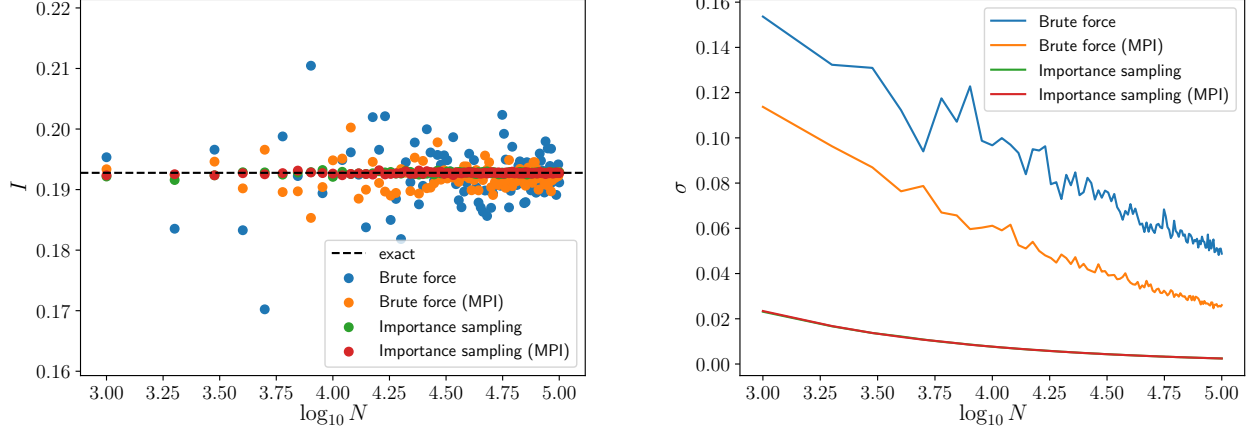 0.22
0.21
0.20
0.19
0.18
0.17
0.16
I
exact
Brute force
Brute force (MPI)
Importance sampling
Importance sampling (MPI)
3.00 3.25 3.50 3.75 4.00 4.25 4.50 4.75 5.00
log₁₀ N
0.16
0.14
0.12
0.10
0.08
0.06
0.04
0.02
0.00
σ
Brute force
Brute force (MPI)
Importance sampling
Importance sampling (MPI)
3.00 3.25 3.50 3.75 4.00 4.25 4.50 4.75 5.00
log₁₀ N